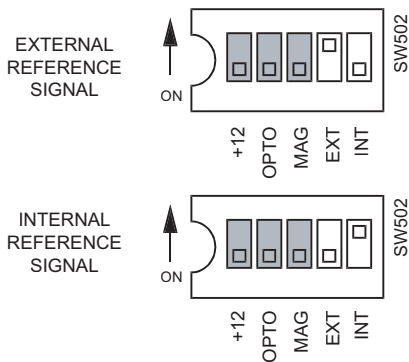 EXTERNAL
REFERENCE
SIGNAL
ON
SW502
+12
OPTO
MAG
EXT
INT
INTERNAL
REFERENCE
SIGNAL
ON
SW502
+12
OPTO
MAG
EXT
INT